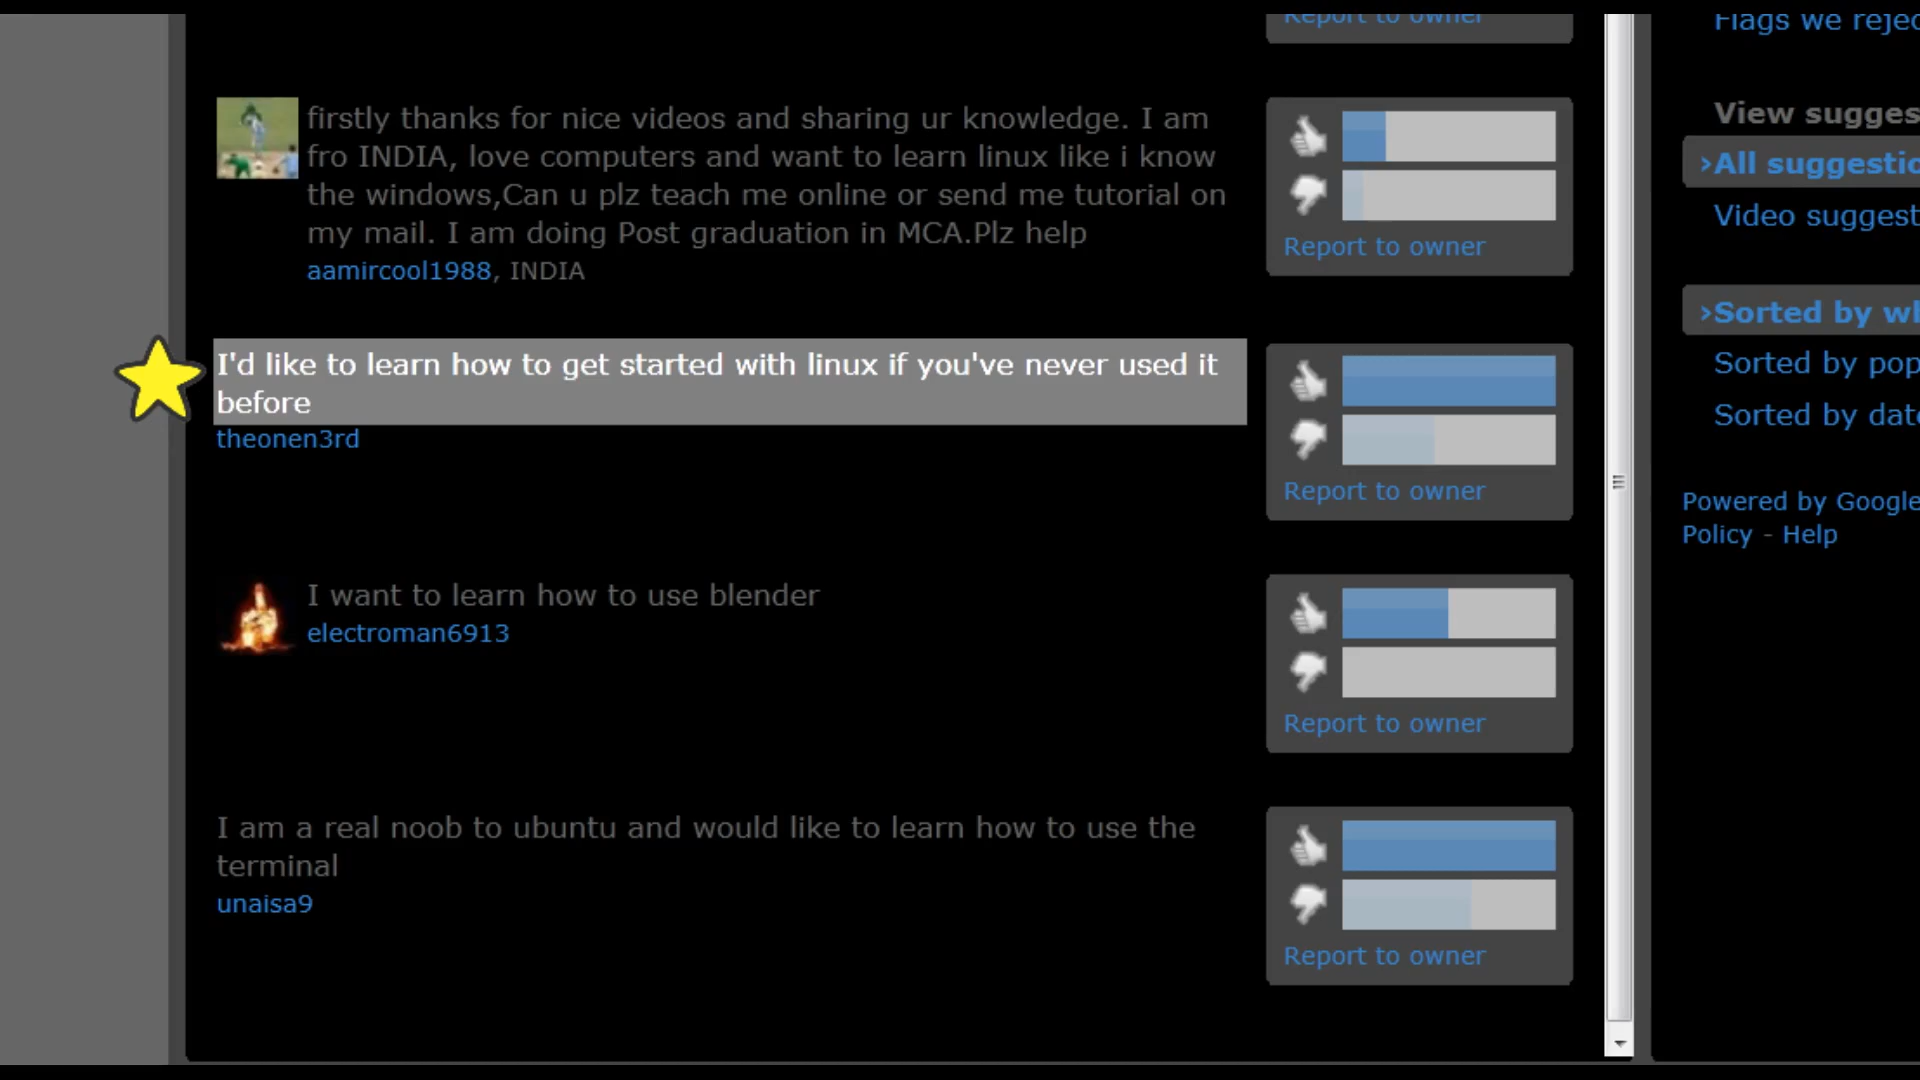 Report to owner
firstly thanks for nice videos and sharing ur knowledge. I am
fro INDIA, love computers and want to learn linux like i know
the windows,Can u plz teach me online or send me tutorial on
my mail. I am doing Post graduation in MCA.Plz help
aamircool1988, INDIA
Report to owner
I'd like to learn how to get started with linux if you've never used it
before
theonen3rd
Report to owner
I want to learn how to use blender
electroman6913
Report to owner
I am a real noob to ubuntu and would like to learn how to use the
terminal
unaisa9
Report to owner
Flags we rejec
View sugges
›All suggestio
Video suggest
›Sorted by wh
Sorted by pop
Sorted by date
Powered by Google
Policy - Help